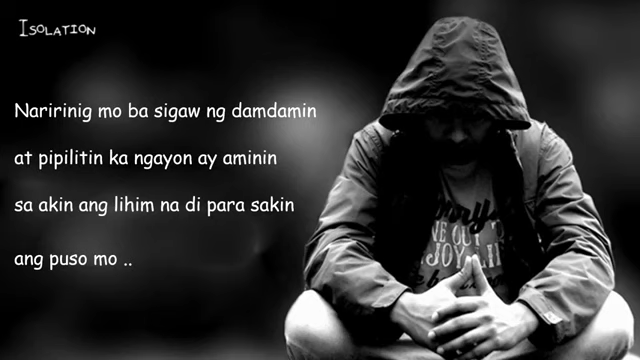 Isolation
Naririnig mo ba sigaw ng damdamin
at pipilitin ka ngayon ay aminin
sa akin ang lihim na di para sakin
ang puso mo ..